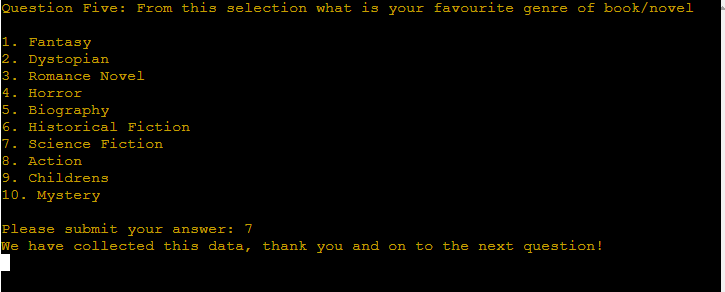 Question Five: From this selection what is your favourite genre of book/novel
1. Fantasy
2. Dystopian
3. Romance Novel
4. Horror
5. Biography
6. Historical Fiction
7. Science Fiction
8. Action
9. Childrens
10. Mystery
Please submit your answer: 7
We have collected this data, thank you and on to the next question!